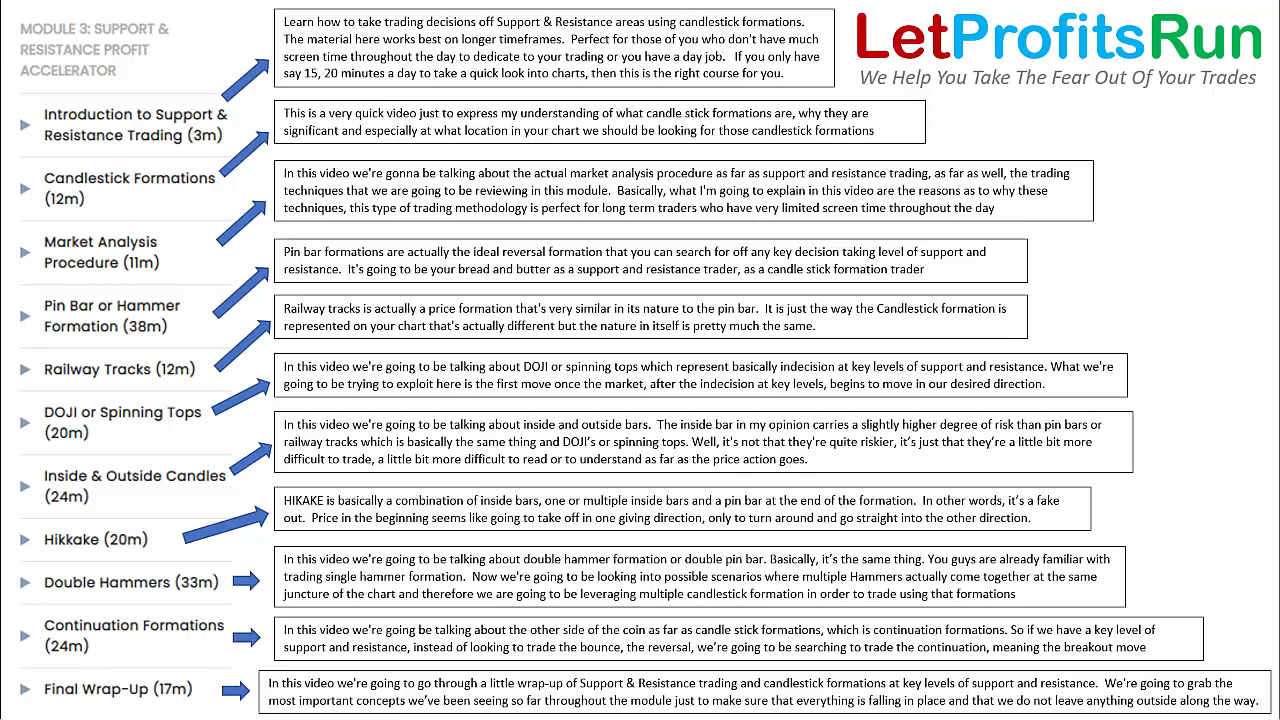 MODULE 3: SUPPORT &
RESISTANCE PROFIT
ACCELERATOR
LetProfitsRun
We Help You Take The Fear Out Of Your Trades
Introduction to Support &
Resistance Trading (3m)
Learn how to take trading decisions off Support & Resistance areas using candlestick formations.
The material here works best on longer timeframes. Perfect for those of you who don't have much
screen time throughout the day to dedicate to your trading or you have a day job. If you only have
say 15, 20 minutes a day to take a quick look into charts, then this is the right course for you.
Candlestick Formations
(12m)
This is a very quick video just to express my understanding of what candle stick formations are, why they are
significant and especially at what location in your chart we should be looking for those candlestick formations
Market Analysis
Procedure (11m)
In this video we're gonna be talking about the actual market analysis procedure as far as support and resistance trading, as far as well, the trading
techniques that we are going to be reviewing in this module. Basically, what I'm going to explain in this video are the reasons as to why these
techniques, this type of trading methodology is perfect for long term traders who have very limited screen time throughout the day
Pin Bar or Hammer
Formation (38m)
Pin bar formations are actually the ideal reversal formation that you can search for off any key decision taking level of support and
resistance. It's going to be your bread and butter as a support and resistance trader, as a candle stick formation trader
Railway Tracks (12m)
Railway tracks is actually a price formation that's very similar in its nature to the pin bar. It is just the way the Candlestick formation is
represented on your chart that's actually different but the nature in itself is pretty much the same.
DOJI or Spinning Tops
(20m)
In this video we're going to be talking about DOJI or spinning tops which represent basically indecision at key levels of support and resistance. What we're
going to be trying to exploit here is the first move once the market, after the indecision at key levels, begins to move in our desired direction.
Inside & Outside Candles
(24m)
In this video we're going to be talking about inside and outside bars. The inside bar in my opinion carries a slightly higher degree of risk than pin bars or
railway tracks which is basically the same thing and DOJI's or spinning tops. Well, it's not that they're quite riskier, it's just that they're a little bit more
difficult to trade, a little bit more difficult to read or to understand as far as the price action goes.
Hikkake (20m)
HIKAKE is basically a combination of inside bars, one or multiple inside bars and a pin bar at the end of the formation. In other words, it's a fake
out. Price in the beginning seems like going to take off in one giving direction, only to turn around and go straight into the other direction.
Double Hammers (33m)
In this video we're going to be talking about double hammer formation or double pin bar. Basically, it's the same thing. You guys are already familiar with
trading single hammer formation. Now we're going to be looking into possible scenarios where multiple Hammers actually come together at the same
juncture of the chart and therefore we are going to be leveraging multiple candlestick formation in order to trade using that formations
Continuation Formations
(24m)
In this video we're going be talking about the other side of the coin as far as candle stick formations, which is continuation formations. So if we have a key level of
support and resistance, instead of looking to trade the bounce, the reversal, we're going to be searching to trade the continuation, meaning the breakout move
Final Wrap-Up (17m)
In this video we're going to go through a little wrap-up of Support & Resistance trading and candlestick formations at key levels of support and resistance. We're going to grab the
most important concepts we've been seeing so far throughout the module just to make sure that everything is falling in place and that we do not leave anything outside along the way.